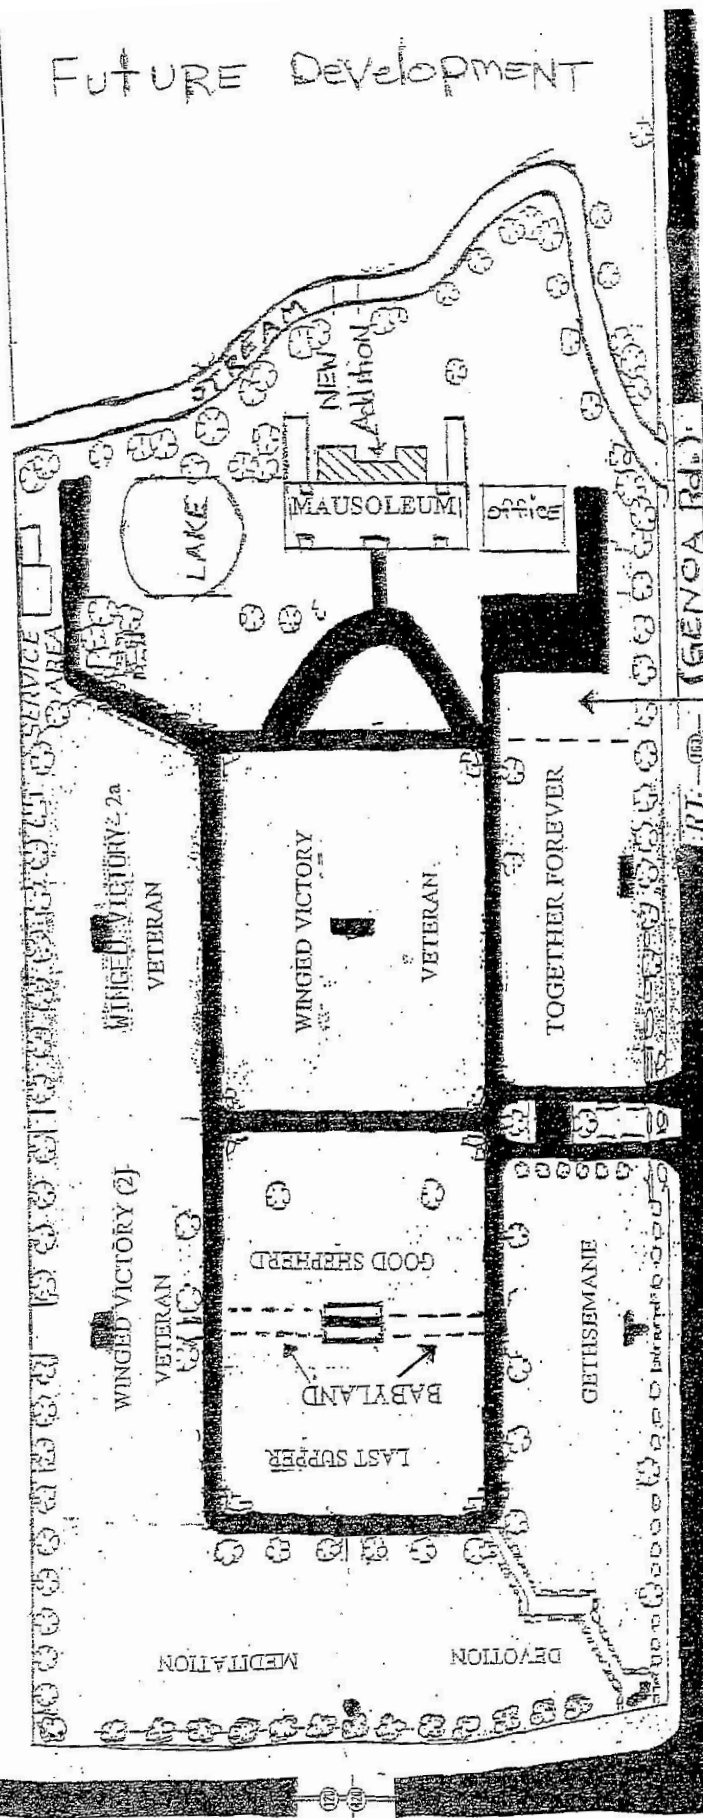 FUTURE DEVELOPMENT
STREAM
NEW
Addition
LAKE
MAUSOLEUM
OFFICE
SERVICE
AREA
(GENOA Rd.)
RT.
WINGED VICTORY 2a
VETERAN
WINGED VICTORY
VETERAN
TOGETHER FOREVER
WINGED VICTORY (2)
VETERAN
GOOD SHEPHERD
BABYLAND
LAST SUPPER
GETHSEMANE
MEDITATION
DEVOTION